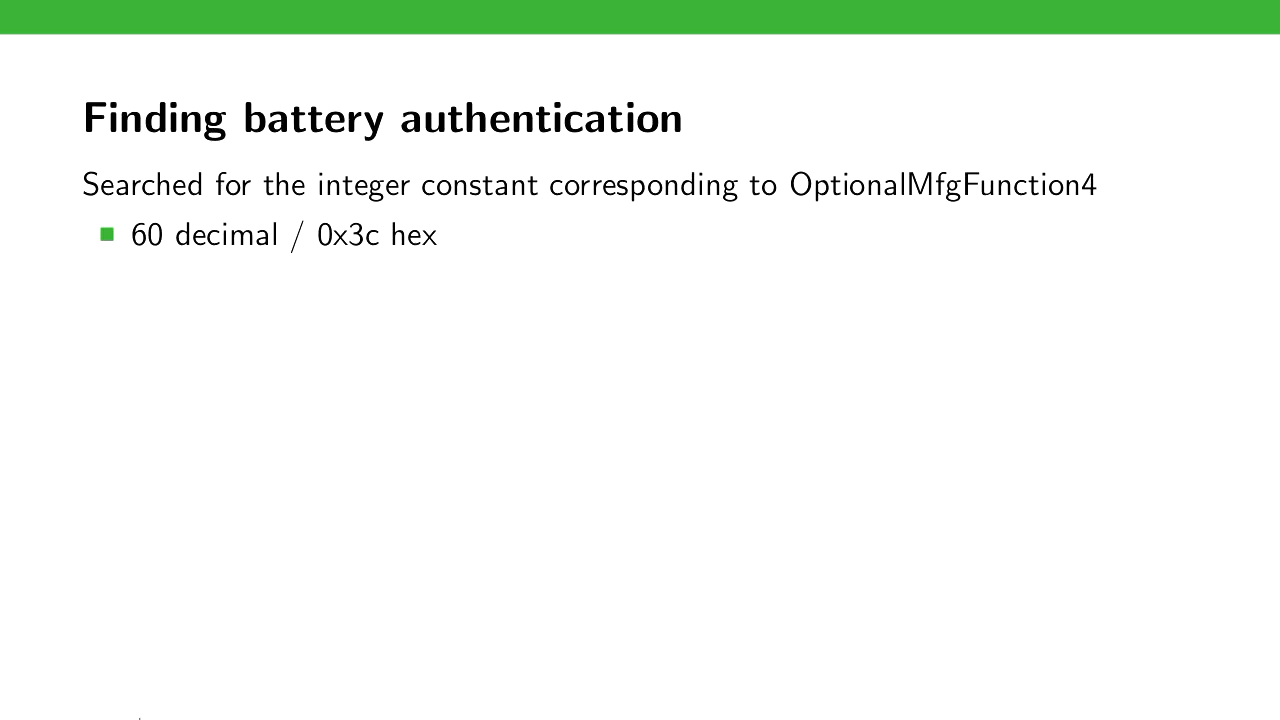 Finding battery authentication
Searched for the integer constant corresponding to OptionalMfgFunction4
60 decimal / 0x3c hex